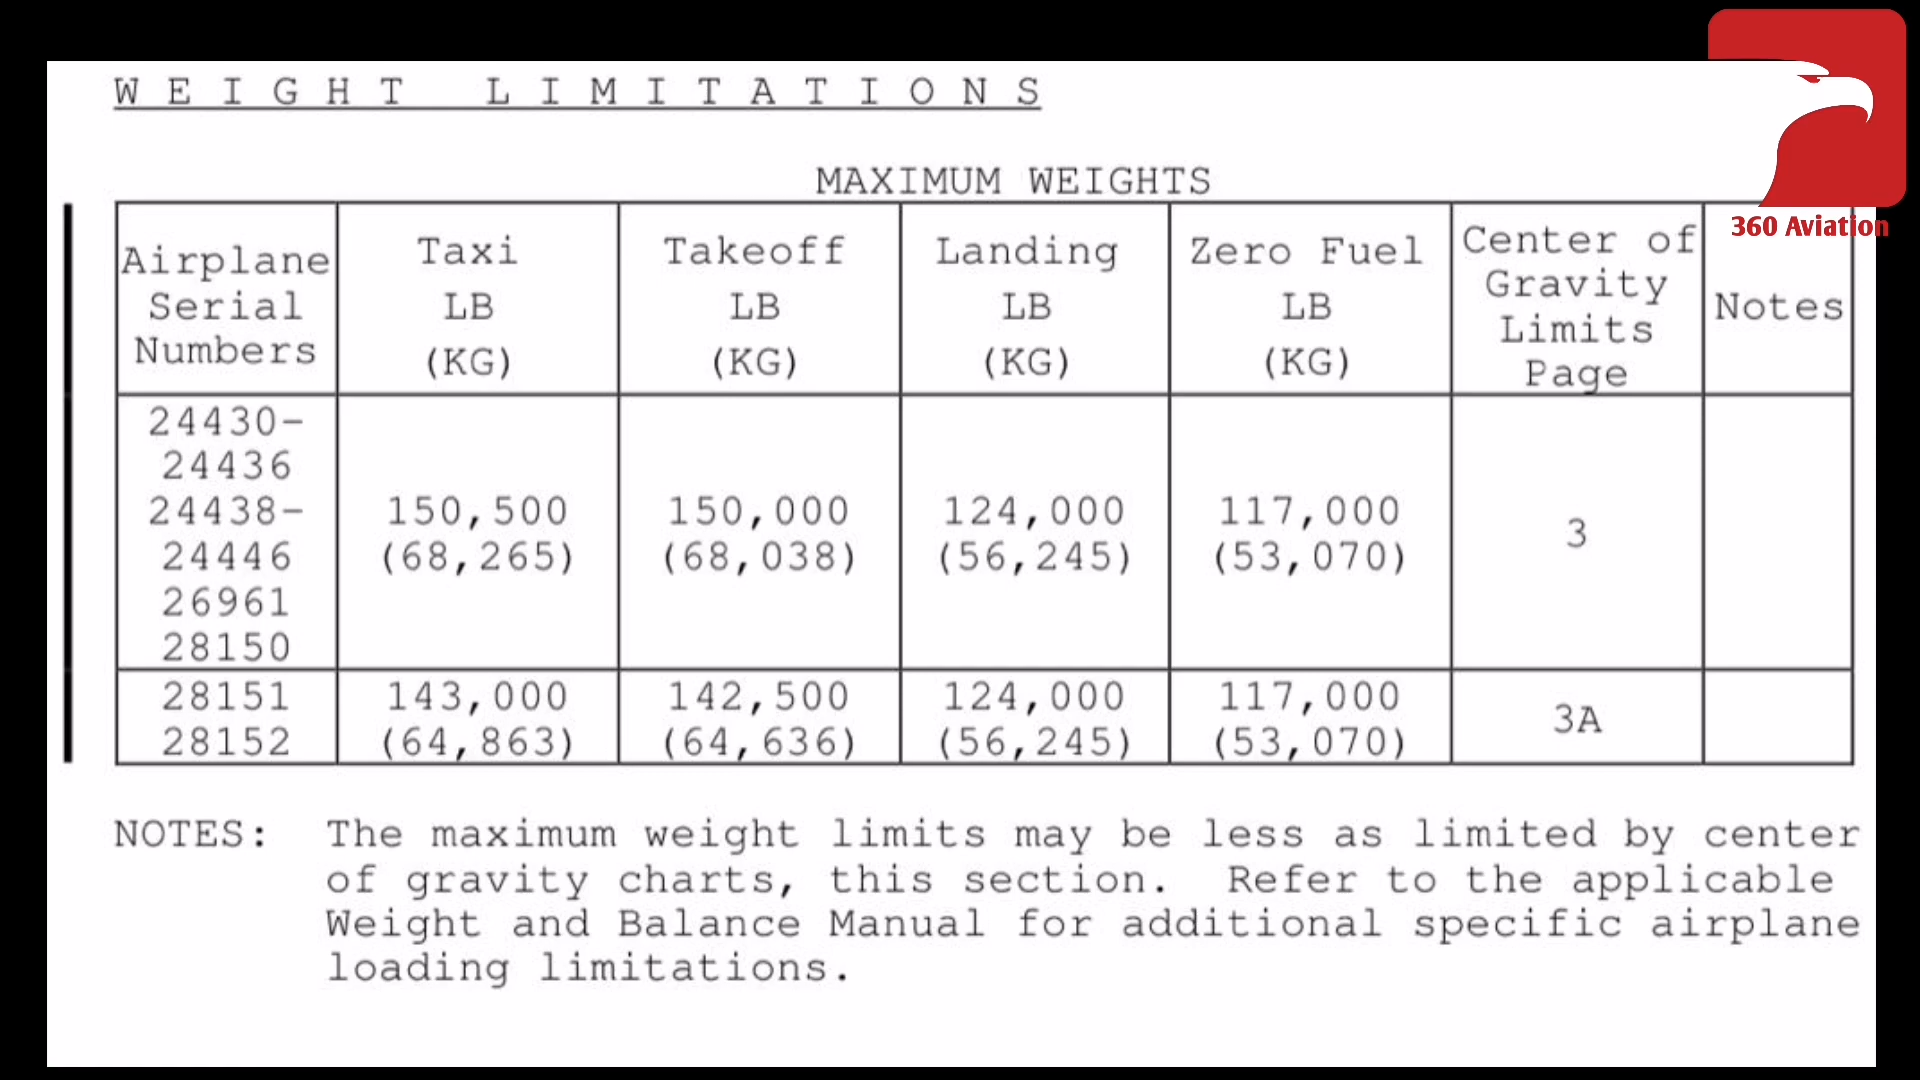 WEIGHT LIMITATIONS
360 Aviation
MAXIMUM WEIGHTS
Airplane
Serial
Numbers
Taxi
LB
(KG)
Takeoff
LB
(KG)
Landing
LB
(KG)
Zero Fuel
LB
(KG)
Center of
Gravity
Limits
Page
Notes
24430-
24436
24438-
24446
26961
28150
150,500
(68,265)
150,000
(68,038)
124,000
(56,245)
117,000
(53,070)
3
28151
28152
143,000
(64,863)
142,500
(64,636)
124,000
(56,245)
117,000
(53,070)
3A
NOTES: The maximum weight limits may be less as limited by center
of gravity charts, this section. Refer to the applicable
Weight and Balance Manual for additional specific airplane
loading limitations.